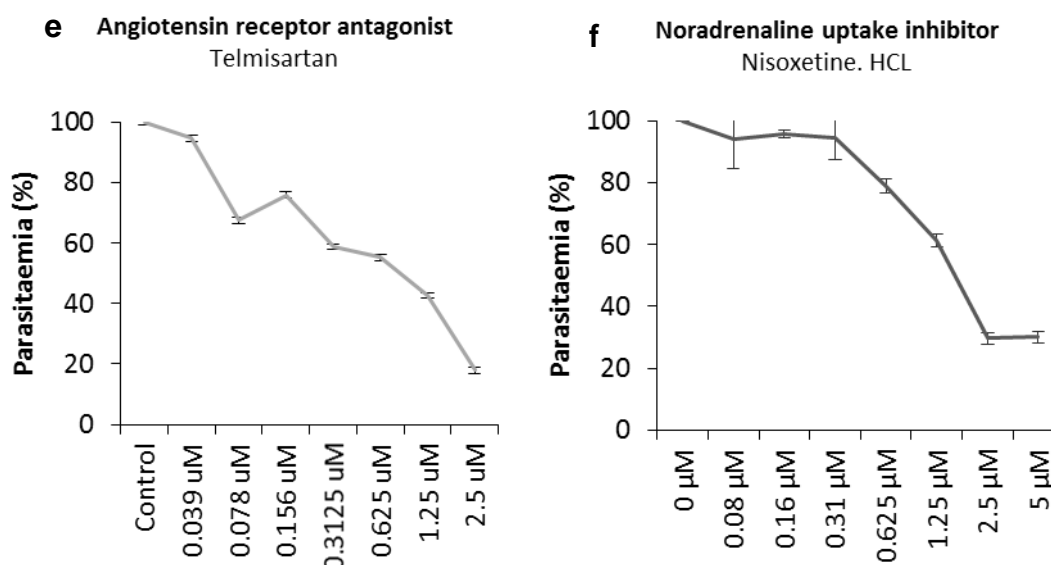 e
Angiotensin receptor antagonist
Telmisartan
Parasitaemia (%)
100
80
60
40
20
0
Control
0.039 uM
0.078 uM
0.156 uM
0.3125 uM
0.625 uM
1.25 uM
2.5 uM
f
Noradrenaline uptake inhibitor
Nisoxetine. HCL
Parasitaemia (%)
100
80
60
40
20
0
0 µM
0.08 µM
0.16 µM
0.31 µM
0.625 µM
1.25 µM
2.5 µM
5 µM